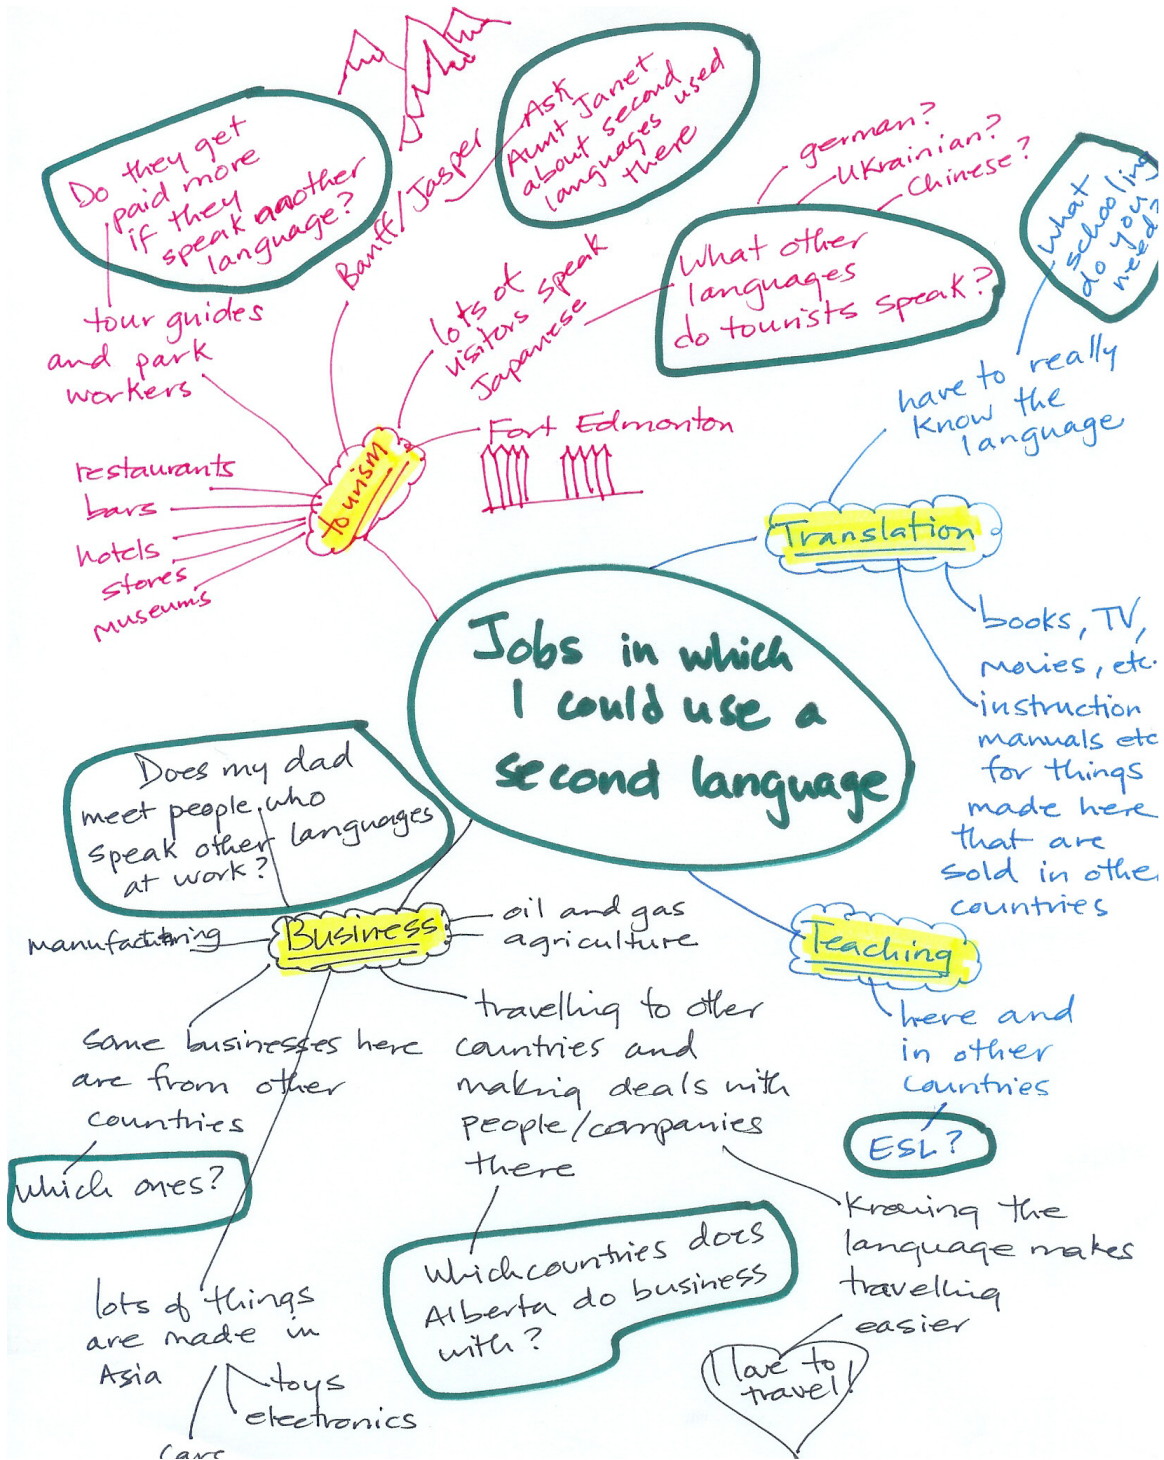 Jobs in which
I could use a
second language
tourism
Do they get
paid more
if they
speak another
language?
tour guides
and park
workers
Banff/Jasper
Ask
Aunt Janet
about second
languages used
there
lots of
visitors speak
Japanese
What other
languages
do tourists speak?
german?
Ukrainian?
Chinese?
Fort Edmonton
restaurants
bars
hotels
stores
museums
Translation
have to really
know the
language
What
schooling
do you
need?
books, TV,
movies, etc.
instruction
manuals etc
for things
made here
that are
sold in other
countries
Teaching
here and
in other
countries
ESL?
Business
Does my dad
meet people who
speak other languages
at work?
manufacturing
oil and gas
agriculture
some businesses here
are from other
countries
which ones?
lots of things
are made in
Asia
toys
electronics
cars
travelling to other
countries and
making deals with
people/companies
there
Which countries does
Alberta do business
with?
Knowing the
language makes
travelling
easier
I love to
travel!